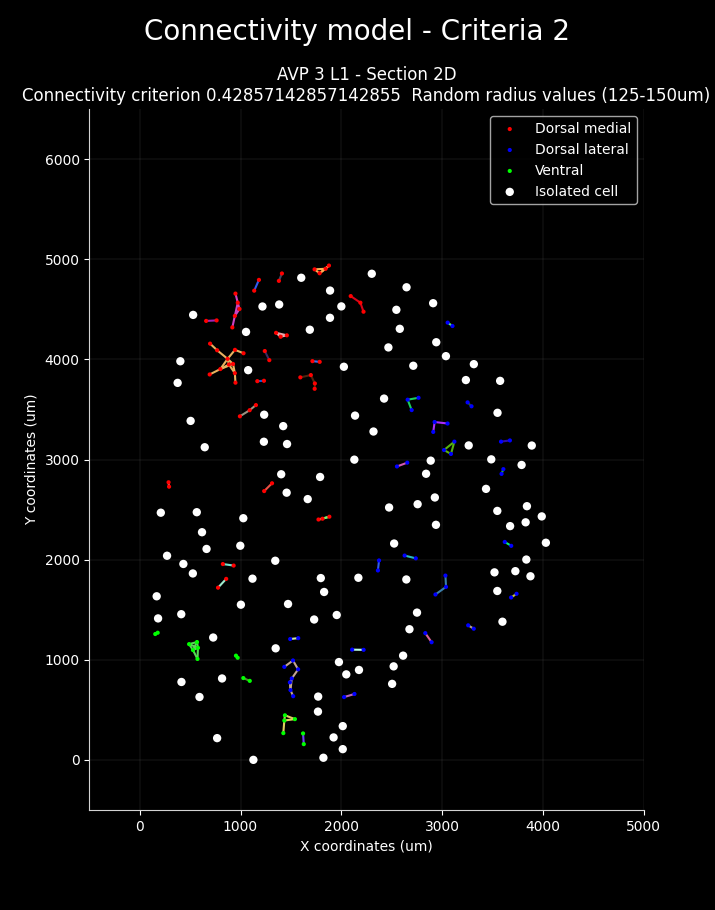 Connectivity model - Criteria 2
AVP 3 L1 - Section 2D
Connectivity criterion 0.42857142857142855  Random radius values (125-150um)
Dorsal medial
Dorsal lateral
Ventral
Isolated cell
6000
5000
4000
3000
2000
1000
0
Y coordinates (um)
0
1000
2000
3000
4000
5000
X coordinates (um)